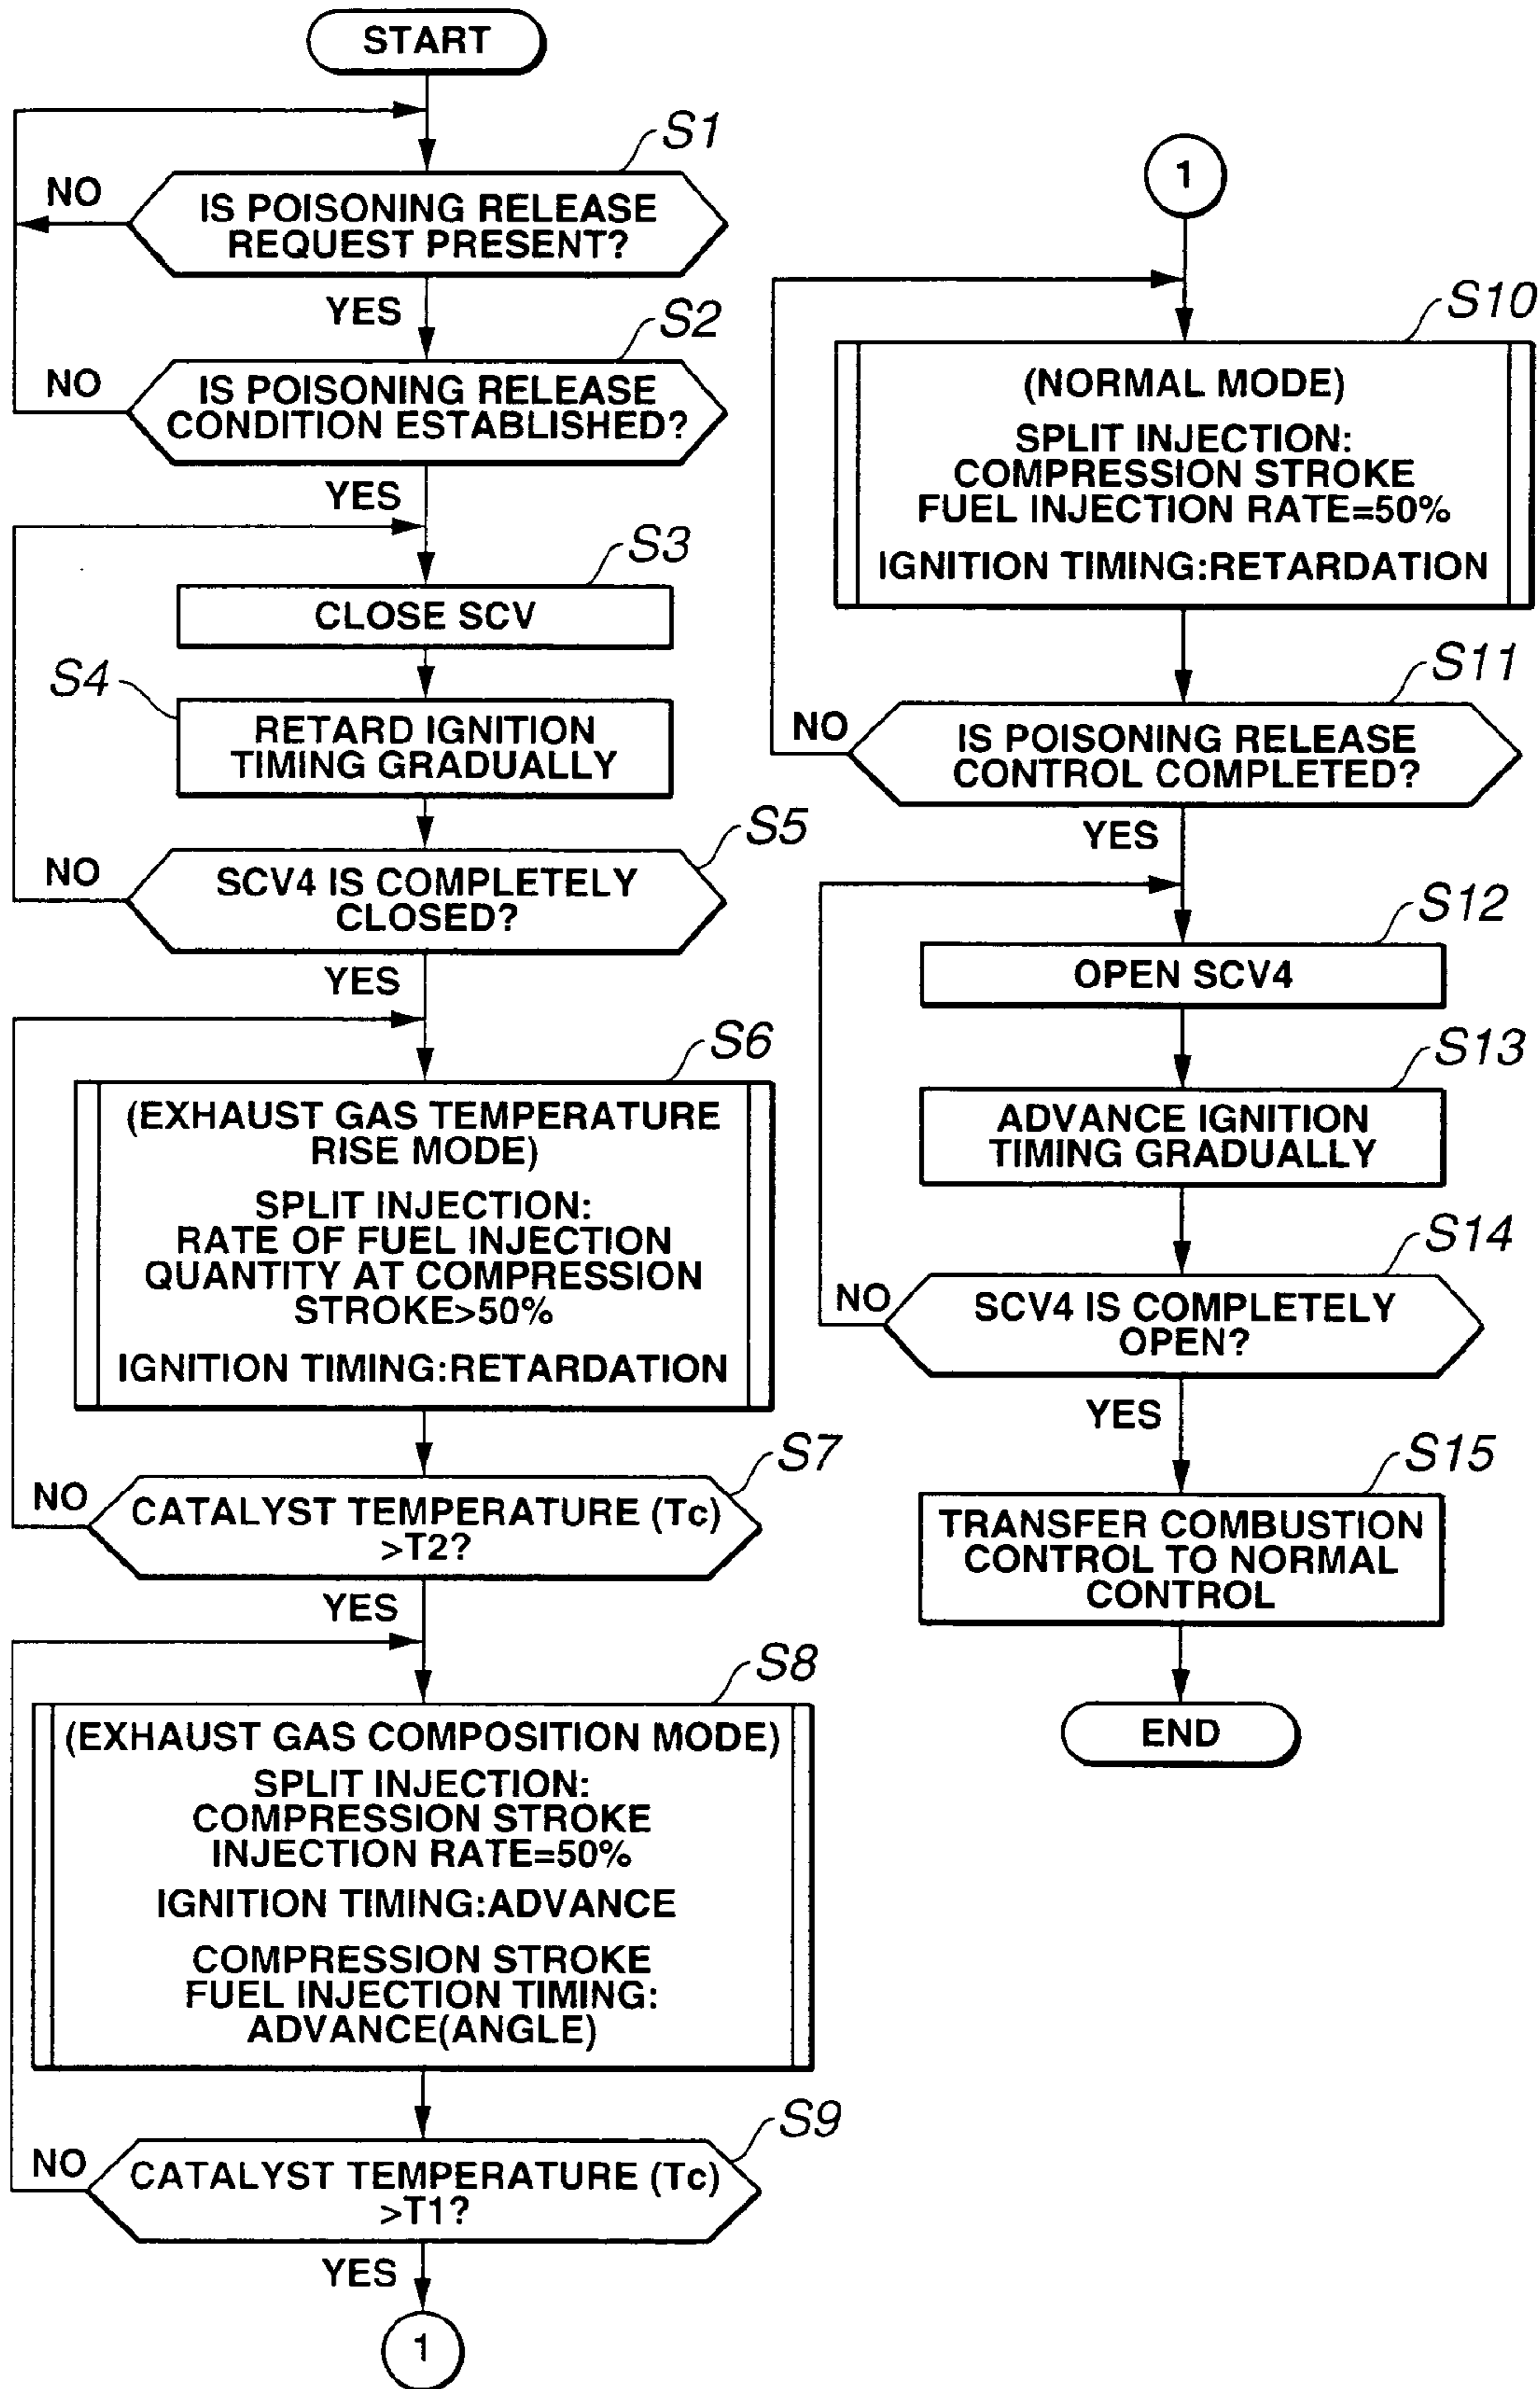 START
S1
NO
IS POISONING RELEASE
REQUEST PRESENT?
YES
S2
NO
IS POISONING RELEASE
CONDITION ESTABLISHED?
YES
S3
CLOSE SCV
S4
RETARD IGNITION
TIMING GRADUALLY
S5
NO
SCV4 IS COMPLETELY
CLOSED?
YES
S6
(EXHAUST GAS TEMPERATURE
RISE MODE)
SPLIT INJECTION:
RATE OF FUEL INJECTION
QUANTITY AT COMPRESSION
STROKE>50%
IGNITION TIMING:RETARDATION
S7
NO
CATALYST TEMPERATURE (Tc)
>T2?
YES
S8
(EXHAUST GAS COMPOSITION MODE)
SPLIT INJECTION:
COMPRESSION STROKE
INJECTION RATE=50%
IGNITION TIMING:ADVANCE
COMPRESSION STROKE
FUEL INJECTION TIMING:
ADVANCE(ANGLE)
S9
NO
CATALYST TEMPERATURE (Tc)
>T1?
YES
1
1
S10
(NORMAL MODE)
SPLIT INJECTION:
COMPRESSION STROKE
FUEL INJECTION RATE=50%
IGNITION TIMING:RETARDATION
S11
NO
IS POISONING RELEASE
CONTROL COMPLETED?
YES
S12
OPEN SCV4
S13
ADVANCE IGNITION
TIMING GRADUALLY
S14
NO
SCV4 IS COMPLETELY
OPEN?
YES
S15
TRANSFER COMBUSTION
CONTROL TO NORMAL
CONTROL
END